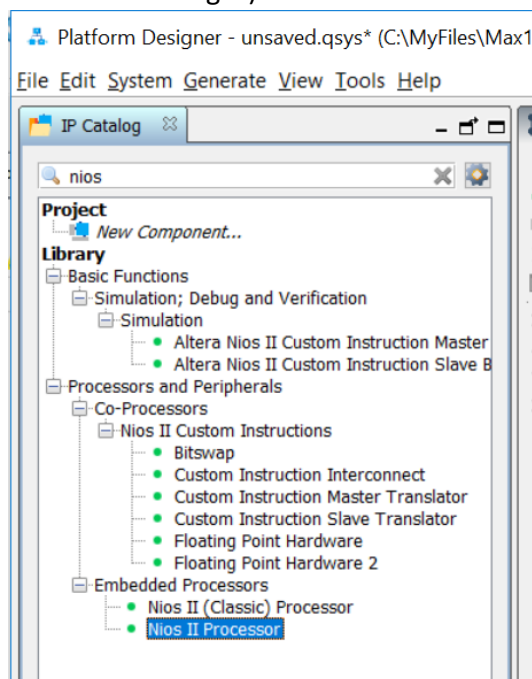 Platform Designer - unsaved.qsys* (C:\MyFiles\Max1
File Edit System Generate View Tools Help
IP Catalog
nios
Project
New Component...
Library
Basic Functions
Simulation; Debug and Verification
Simulation
Altera Nios II Custom Instruction Master
Altera Nios II Custom Instruction Slave B
Processors and Peripherals
Co-Processors
Nios II Custom Instructions
Bitswap
Custom Instruction Interconnect
Custom Instruction Master Translator
Custom Instruction Slave Translator
Floating Point Hardware
Floating Point Hardware 2
Embedded Processors
Nios II (Classic) Processor
Nios II Processor